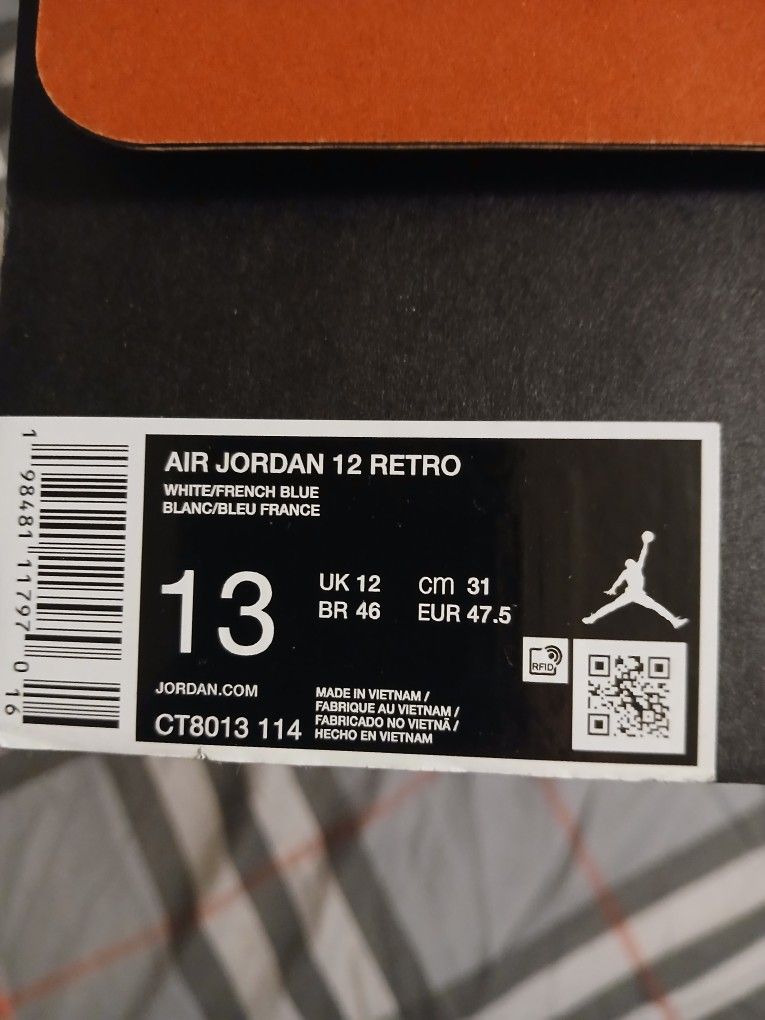 AIR JORDAN 12 RETRO
WHITE/FRENCH BLUE
BLANC/BLEU FRANCE
13
UK 12 cm 31
BR 46 EUR 47.5
RFID
JORDAN.COM
CT8013 114
MADE IN VIETNAM /
FABRIQUE AU VIETNAM /
FABRICADO NO VIETNÃ /
HECHO EN VIETNAM
1 98481 11797 0 16